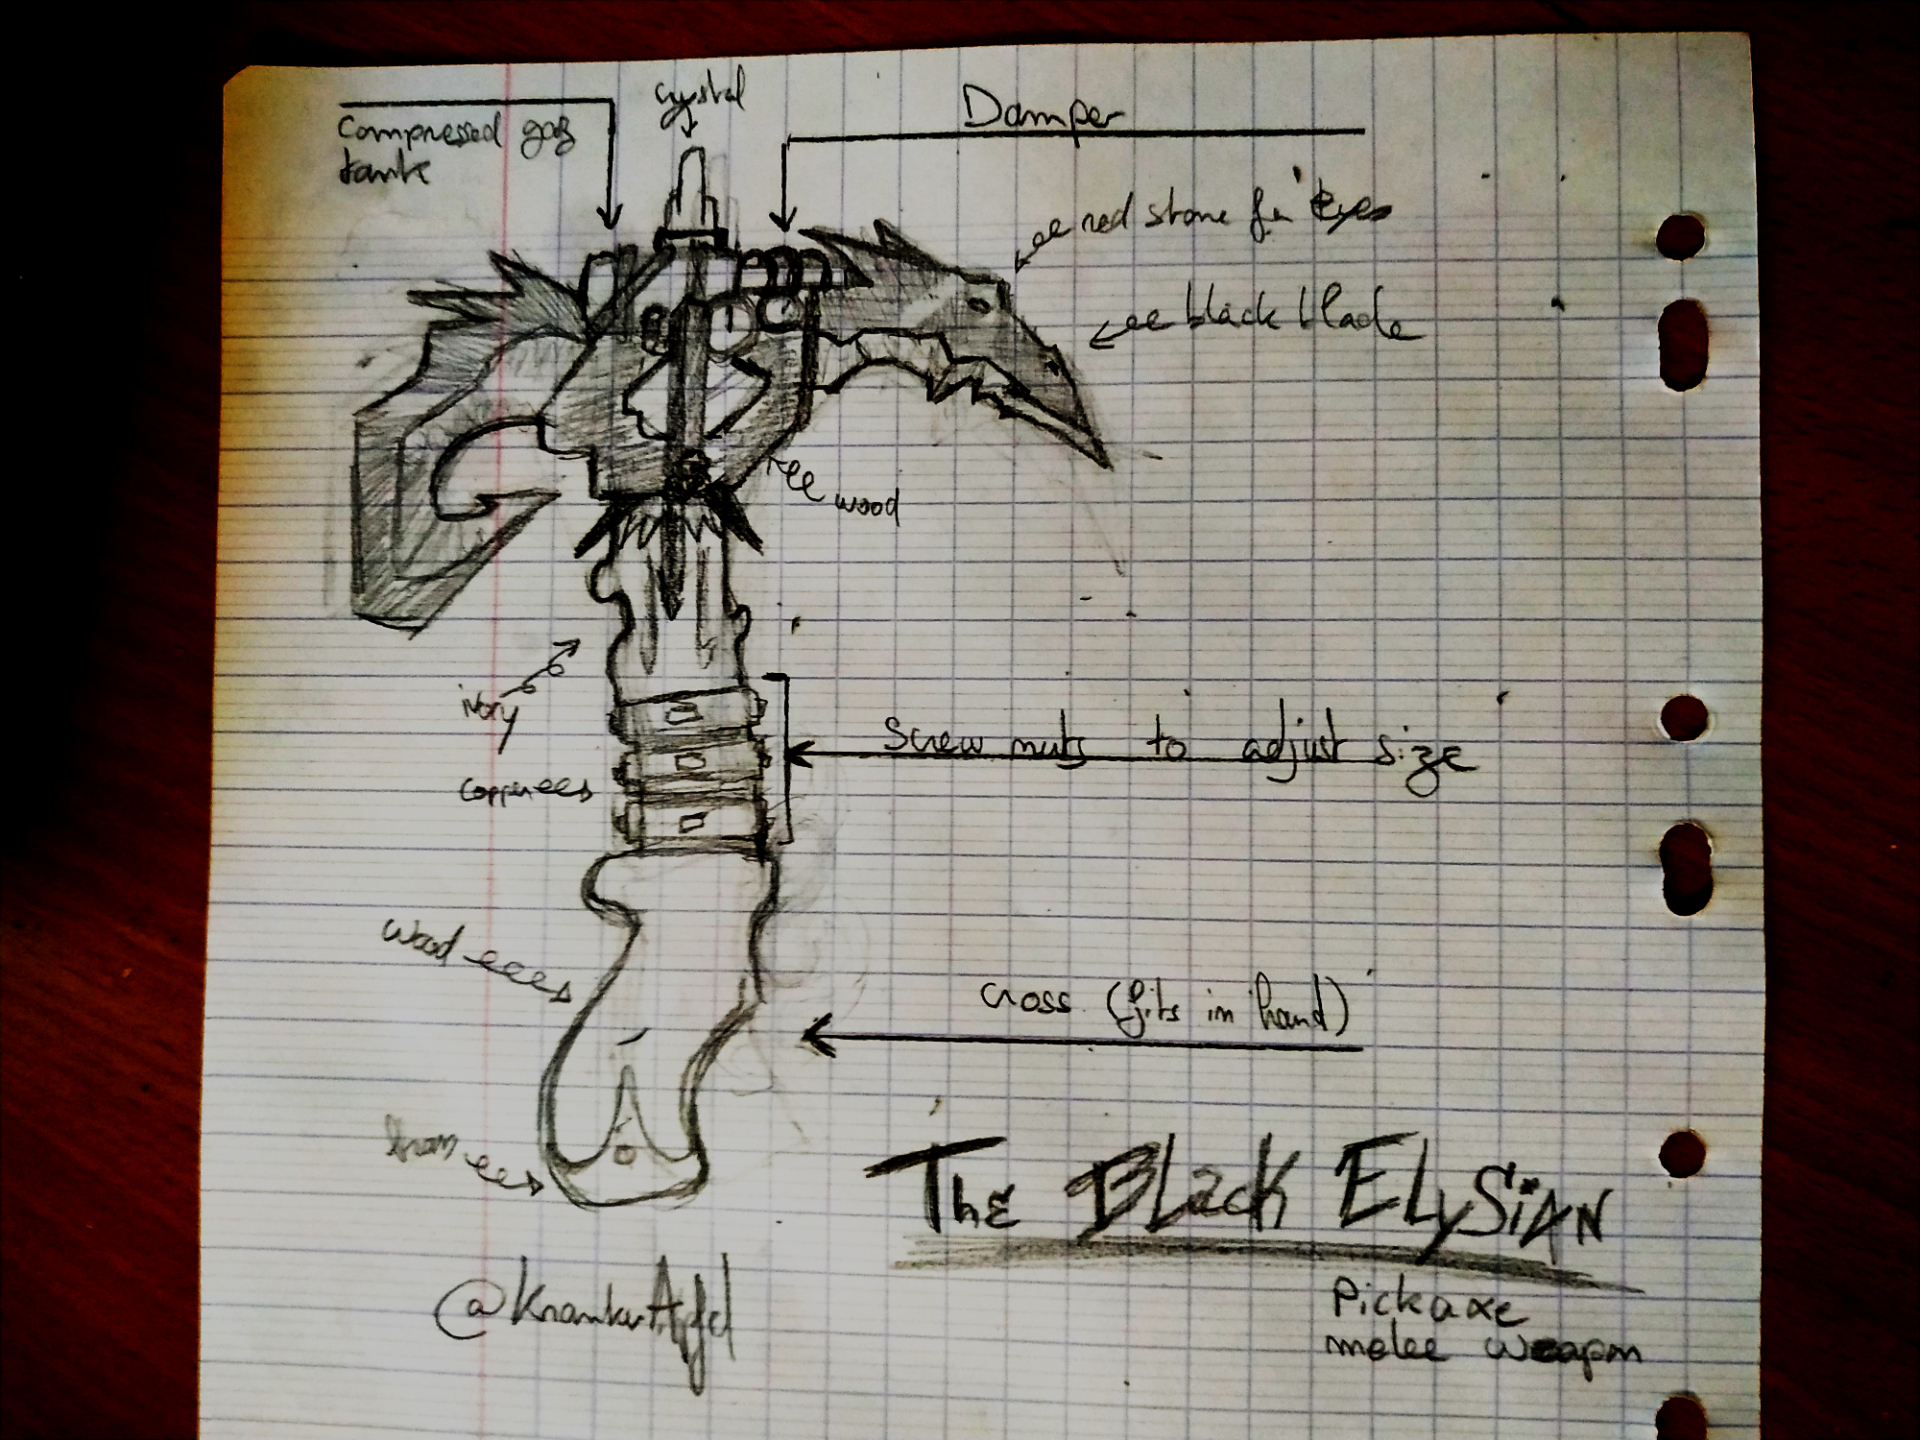 crystal
Damper
Compressed gas
tank
red stone for eyes
black blade
wood
ivory
Screw nuts to adjust size
copper
wood
cross (fits in hand)
The BLack ELySiAN
@KrankerApfel
Pickaxe
melee weapon